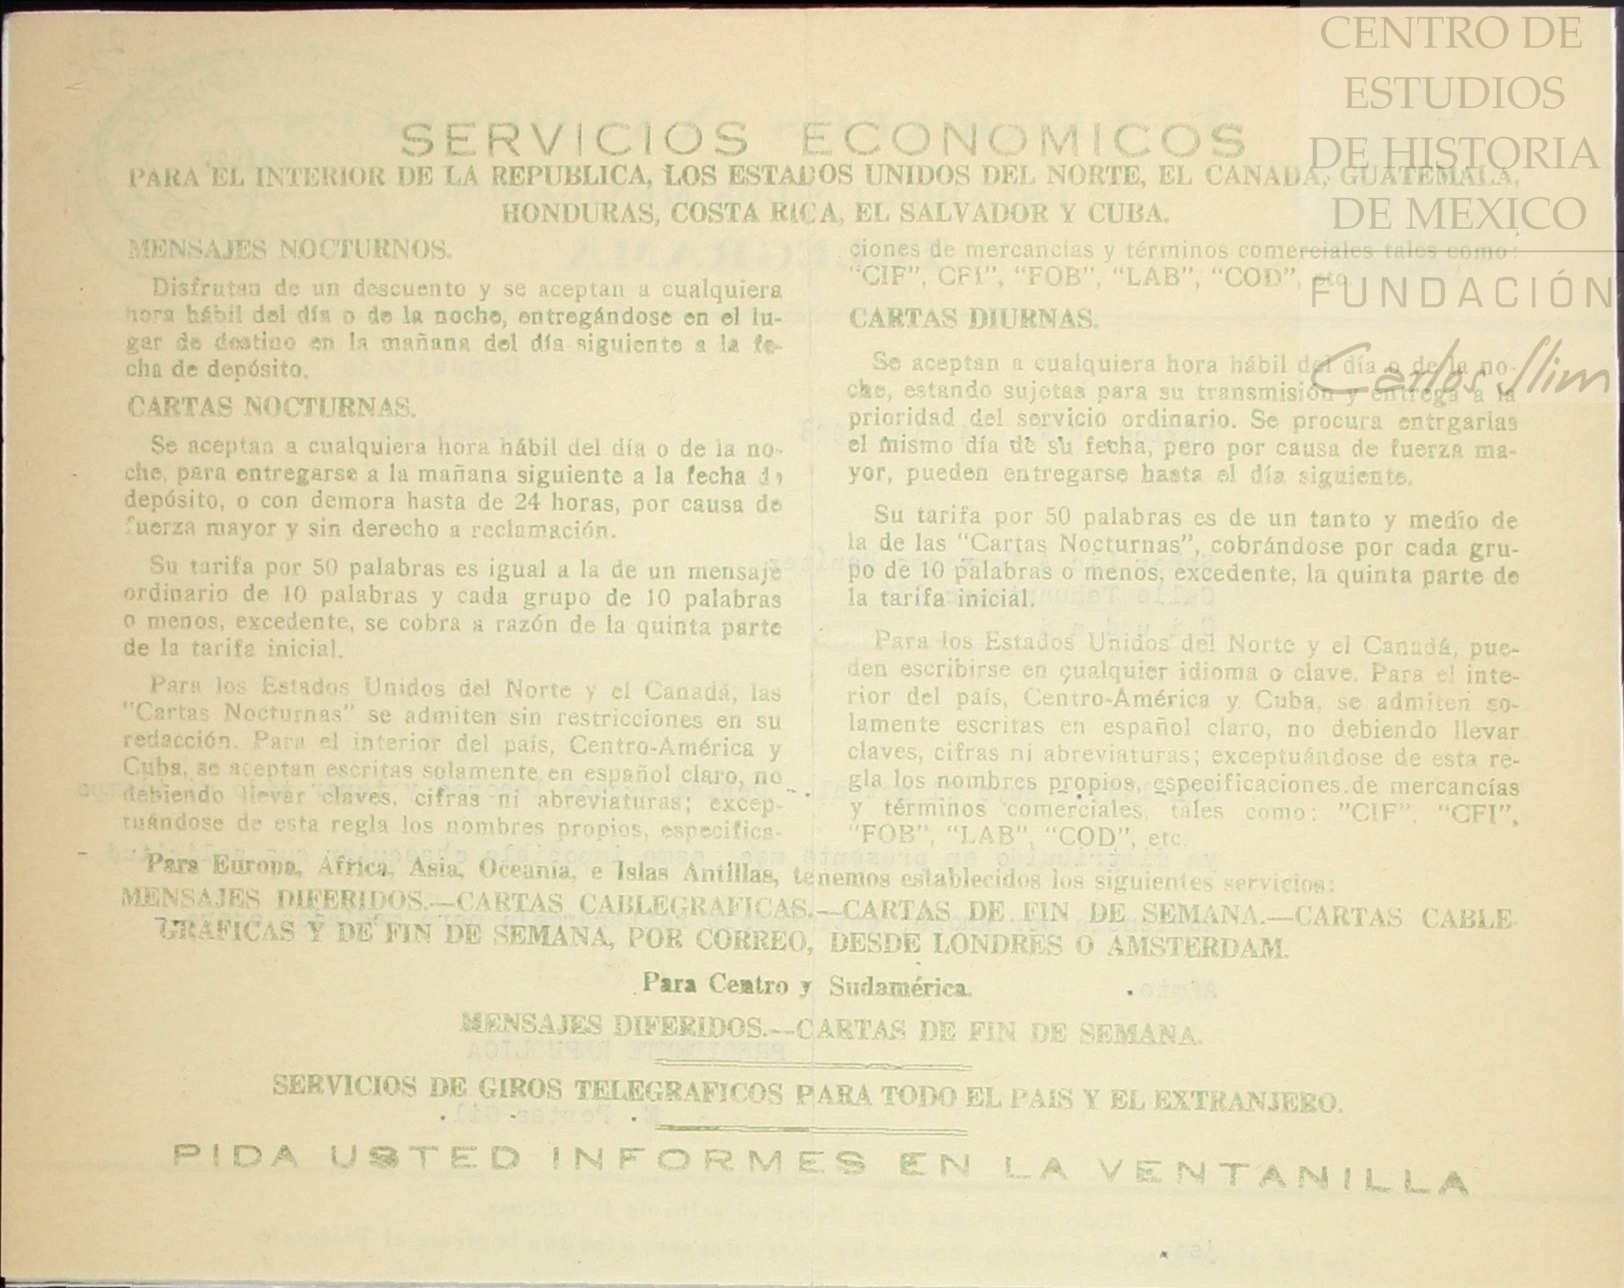 CENTRO DE
ESTUDIOS
DE HISTORIA
DE MEXICO
FUNDACIÓN
Carlos Slim
SERVICIOS ECONOMICOS
PARA EL INTERIOR DE LA REPUBLICA, LOS ESTADOS UNIDOS DEL NORTE, EL CANADA, GUATEMALA,
HONDURAS, COSTA RICA, EL SALVADOR Y CUBA.
MENSAJES NOCTURNOS.
Disfrutan de un descuento y se aceptan a cualquiera
hora hábil del día o de la noche, entregándose en el lu-
gar de destino en la mañana del día siguiente a la fe-
cha de depósito.
CARTAS NOCTURNAS.
Se aceptan a cualquiera hora hábil del día o de la no-
che, para entregarse a la mañana siguiente a la fecha de
depósito, o con demora hasta de 24 horas, por causa de
fuerza mayor y sin derecho a reclamación.
Su tarifa por 50 palabras es igual a la de un mensaje
ordinario de 10 palabras y cada grupo de 10 palabras
o menos, excedente, se cobra a razón de la quinta parte
de la tarifa inicial.
Para los Estados Unidos del Norte y el Canadá, las
"Cartas Nocturnas" se admiten sin restricciones en su
redacción. Para el interior del país, Centro-América y
Cuba, se aceptan escritas solamente en español claro, no
debiendo llevar claves, cifras ni abreviaturas; excep-
tuándose de esta regla los nombres propios, especifica-
ciones de mercancías y términos comerciales tales como:
"CIF", CFI", "FOB", "LAB", "COD", etc.
CARTAS DIURNAS.
Se aceptan a cualquiera hora hábil del día o de la no-
che, estando sujetas para su transmisión y entrega a la
prioridad del servicio ordinario. Se procura entrgarlas
el mismo día de su fecha, pero por causa de fuerza ma-
yor, pueden entregarse hasta el día siguiente.
Su tarifa por 50 palabras es de un tanto y medio de
la de las "Cartas Nocturnas", cobrándose por cada gru-
po de 10 palabras o menos, excedente, la quinta parte de
la tarifa inicial.
Para los Estados Unidos del Norte y el Canadá, pue-
den escribirse en cualquier idioma o clave. Para el inte-
rior del país, Centro-América y Cuba, se admiten so-
lamente escritas en español claro, no debiendo llevar
claves, cifras ni abreviaturas; exceptuándose de esta re-
gla los nombres propios, especificaciones de mercancías
y términos comerciales, tales como: "CIF". "CFI",
"FOB", "LAB", "COD", etc.
Para Europa, Africa, Asia, Oceanía, e Islas Antillas, tenemos establecidos los siguientes servicios:
MENSAJES DIFERIDOS.—CARTAS CABLEGRAFICAS.—CARTAS DE FIN DE SEMANA.—CARTAS CABLE
GRAFICAS Y DE FIN DE SEMANA, POR CORREO, DESDE LONDRES O AMSTERDAM.
Para Centro y Sudamérica.
MENSAJES DIFERIDOS.--CARTAS DE FIN DE SEMANA.
SERVICIOS DE GIROS TELEGRAFICOS PARA TODO EL PAIS Y EL EXTRANJERO.
PIDA USTED INFORMES EN LA VENTANILLA